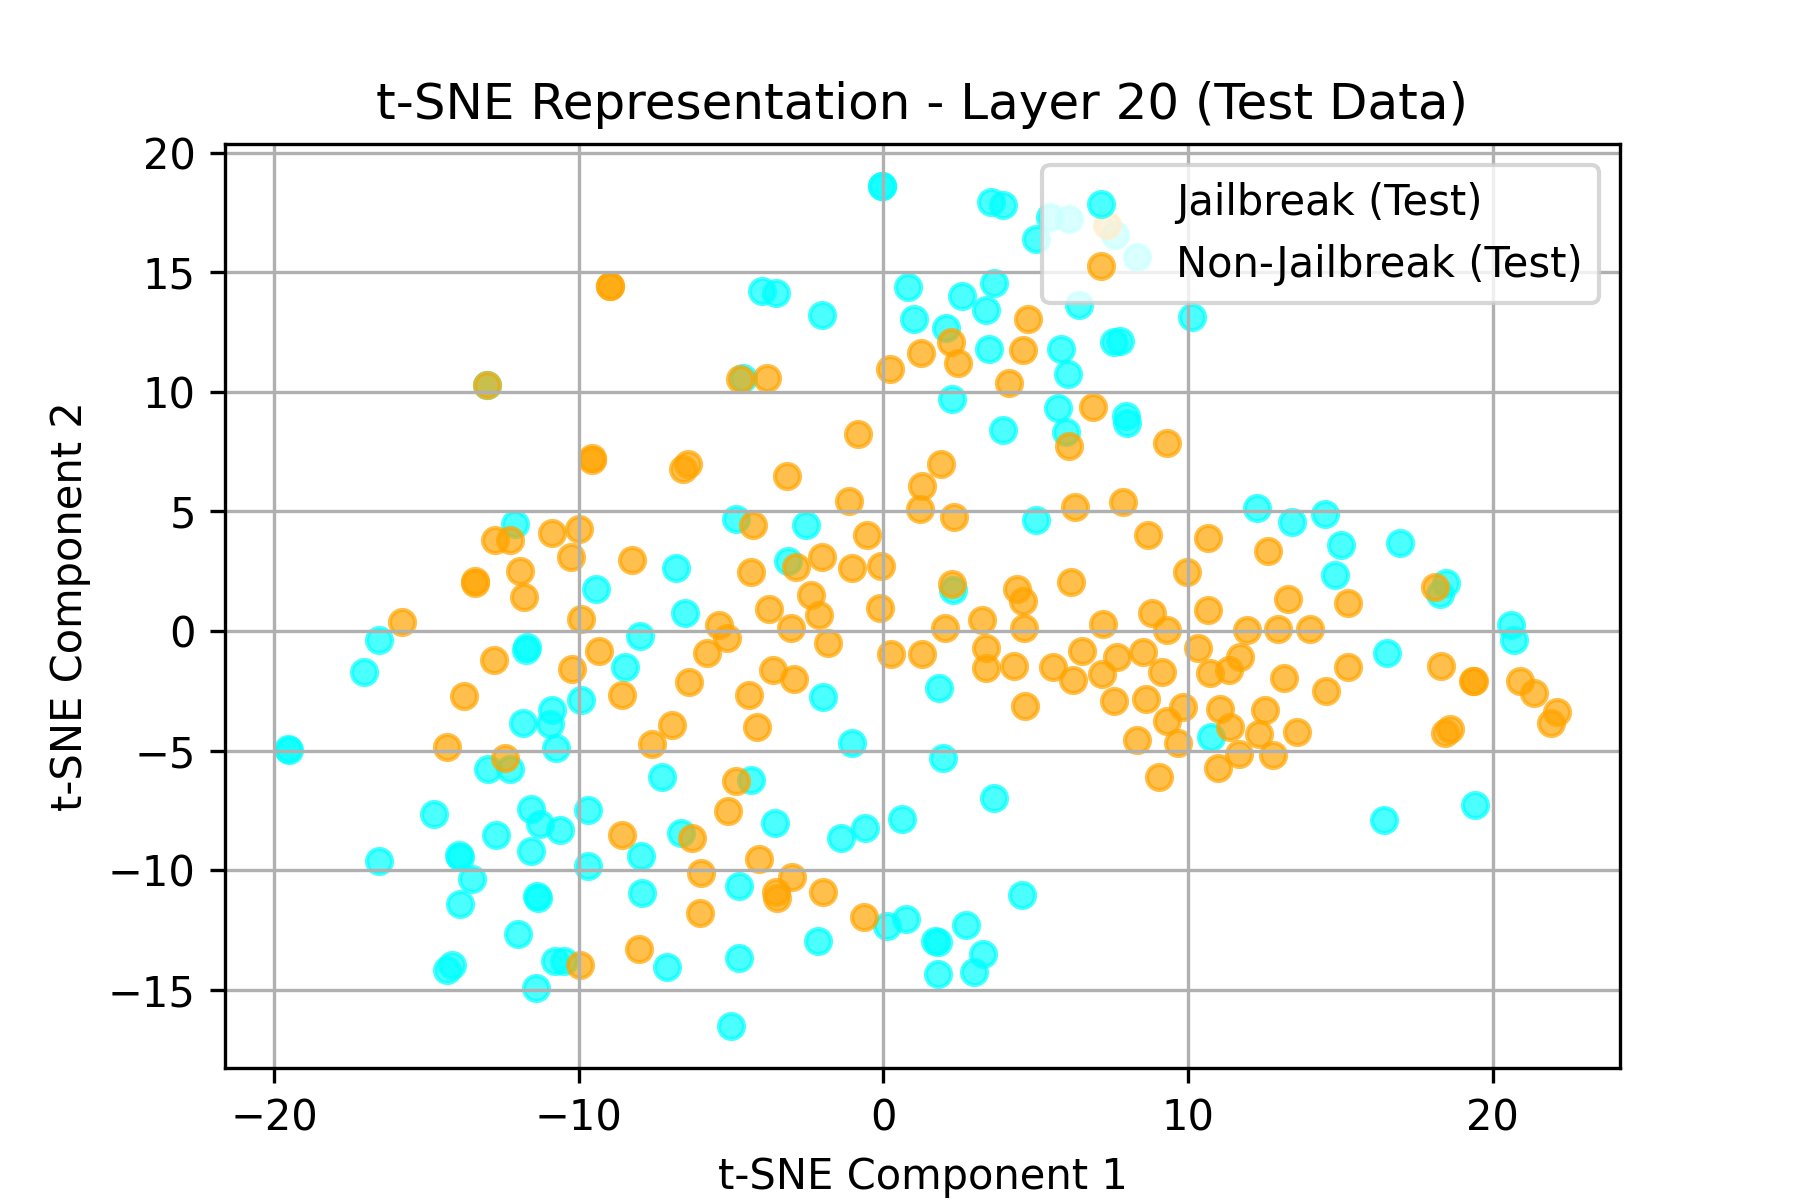 t-SNE Representation - Layer 20 (Test Data)
Jailbreak (Test)
Non-Jailbreak (Test)
20
15
10
5
0
−5
−10
−15
t-SNE Component 2
−20 −10 0 10 20
t-SNE Component 1